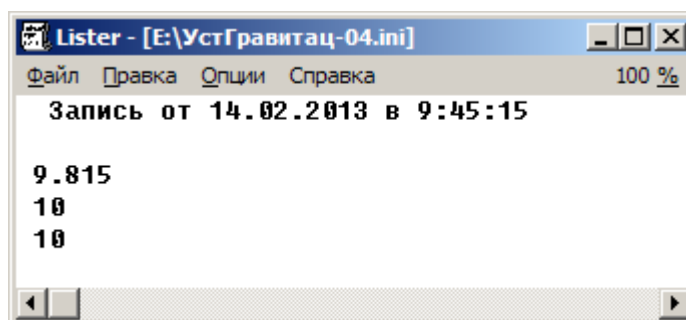 Lister - [E:\УстГравитац-04.ini]
Файл Правка Опции Справка 100 %
Запись от 14.02.2013 в 9:45:15
9.815
10
10